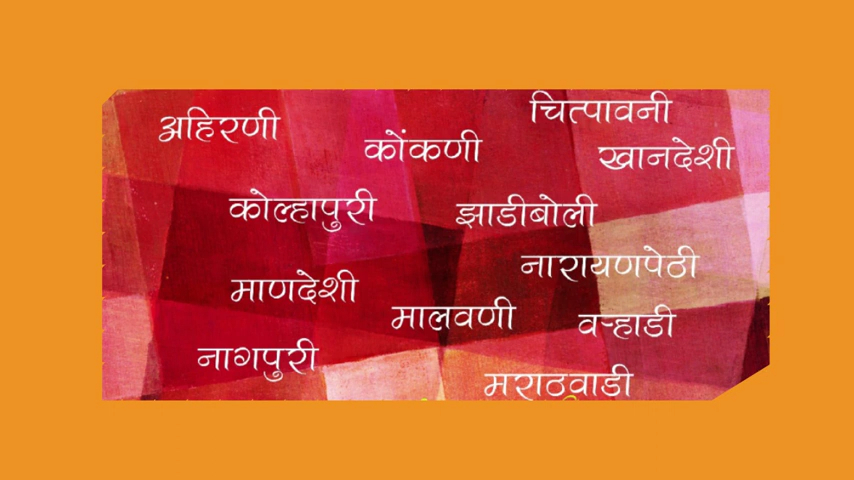 चित्पावनी
अहिरणी
कोंकणी
खानदेशी
कोल्हापुरी
झाडीबोली
नारायणपेठी
माणदेशी
मालवणी
वऱ्हाडी
नागपुरी
मराठवाडी